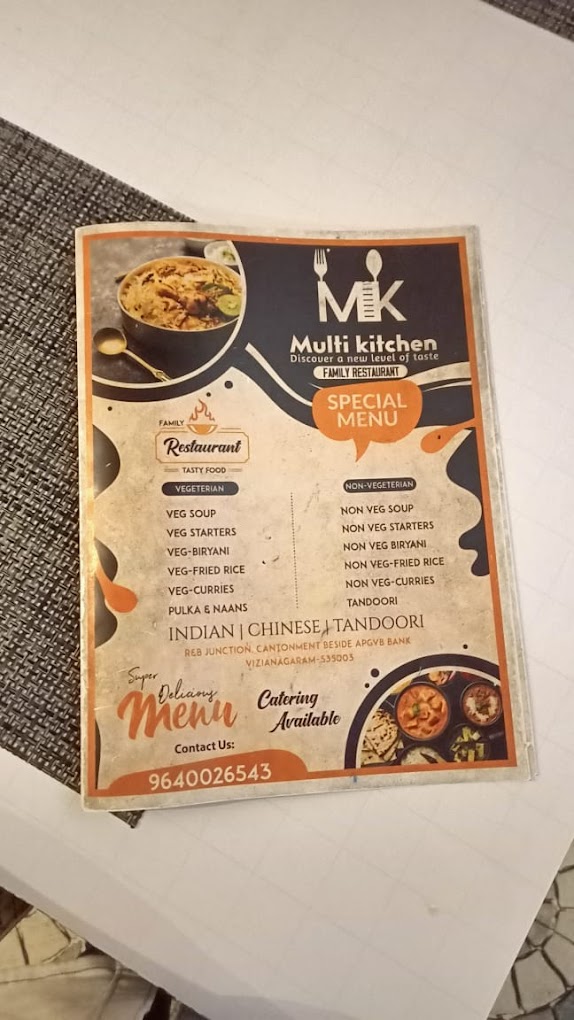 MK
Multi kitchen
Discover a new level of taste
FAMILY RESTAURANT
SPECIAL
MENU
FAMILY
Restaurant
TASTY FOOD
VEGETERIAN
VEG SOUP
VEG STARTERS
VEG-BIRYANI
VEG-FRIED RICE
VEG-CURRIES
PULKA & NAANS
NON-VEGETERIAN
NON VEG SOUP
NON VEG STARTERS
NON VEG BIRYANI
NON VEG-FRIED RICE
NON VEG-CURRIES
TANDOORI
INDIAN | CHINESE | TANDOORI
R&B JUNCTION, CANTONMENT BESIDE APGVB BANK
VIZIANAGARAM-535003
Super
Delicious
Menu
Catering
Available
Contact Us:
9640026543